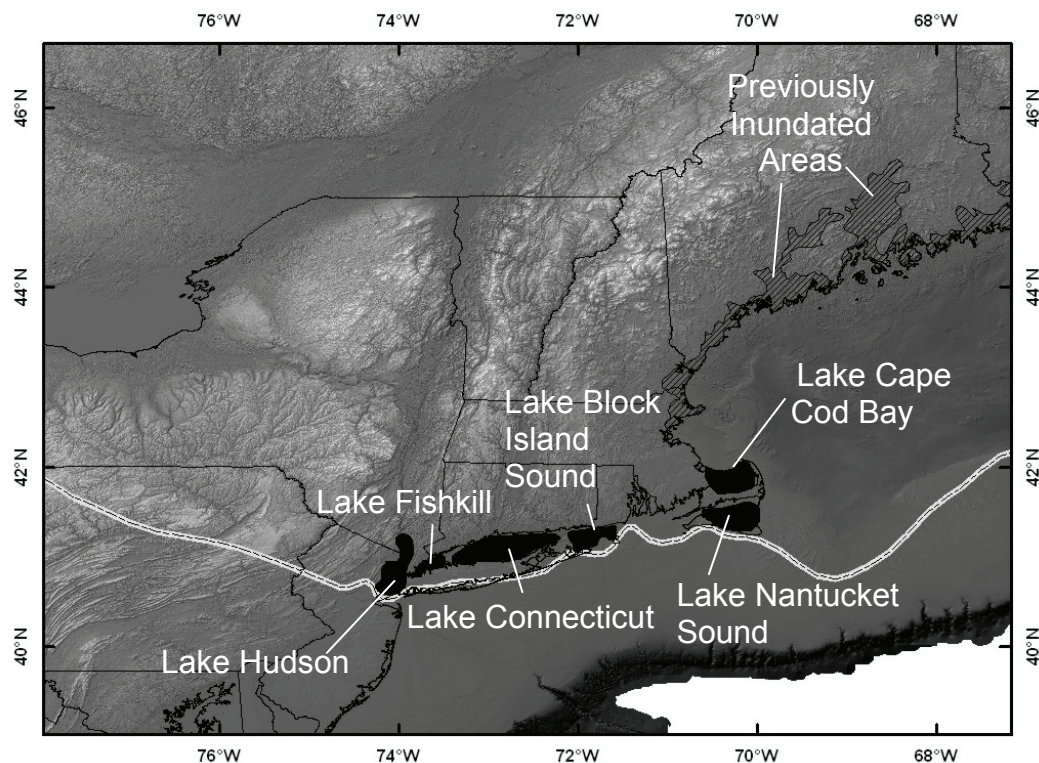 76°W 74°W 72°W 70°W 68°W
46°N 46°N
Previously
Inundated
Areas
44°N 44°N
Lake Cape
Cod Bay
Lake Block
Island
Sound
42°N 42°N
Lake Fishkill
Lake Connecticut
Lake Nantucket
Sound
Lake Hudson
40°N 40°N
76°W 74°W 72°W 70°W 68°W